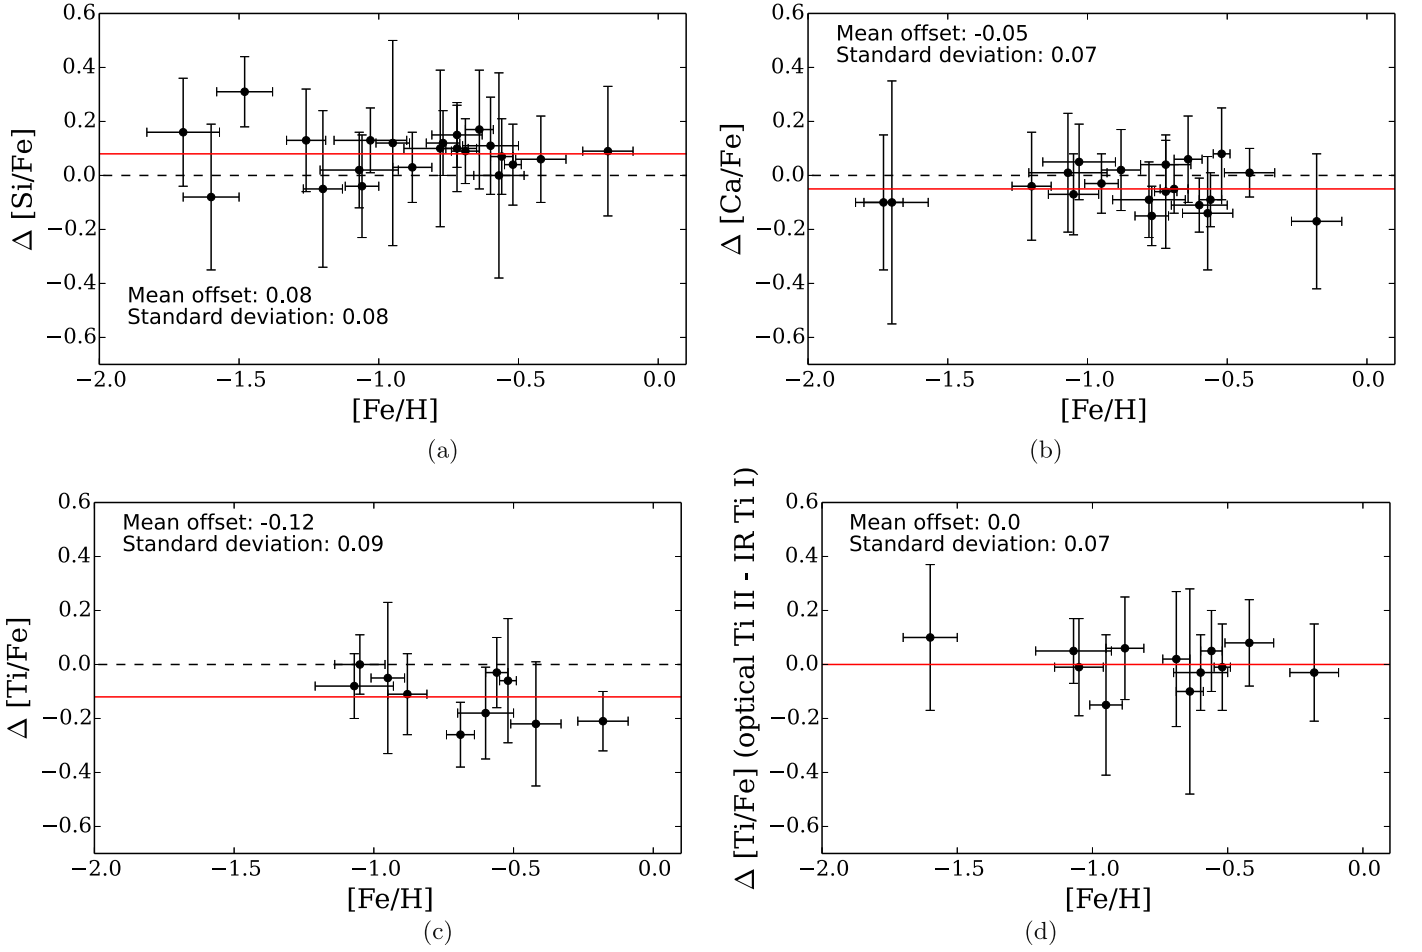 0.6
0.4
0.2
0.0
−0.2
−0.4
−0.6
Δ [Si/Fe]
Mean offset: 0.08
Standard deviation: 0.08
−2.0 −1.5 −1.0 −0.5 0.0
[Fe/H]
(a)
0.6
0.4
0.2
0.0
−0.2
−0.4
−0.6
Δ [Ca/Fe]
Mean offset: -0.05
Standard deviation: 0.07
−2.0 −1.5 −1.0 −0.5 0.0
[Fe/H]
(b)
0.6
0.4
0.2
0.0
−0.2
−0.4
−0.6
Δ [Ti/Fe]
Mean offset: -0.12
Standard deviation: 0.09
−2.0 −1.5 −1.0 −0.5 0.0
[Fe/H]
(c)
0.6
0.4
0.2
0.0
−0.2
−0.4
−0.6
Δ [Ti/Fe] (optical Ti II - IR Ti I)
Mean offset: 0.0
Standard deviation: 0.07
−2.0 −1.5 −1.0 −0.5 0.0
[Fe/H]
(d)